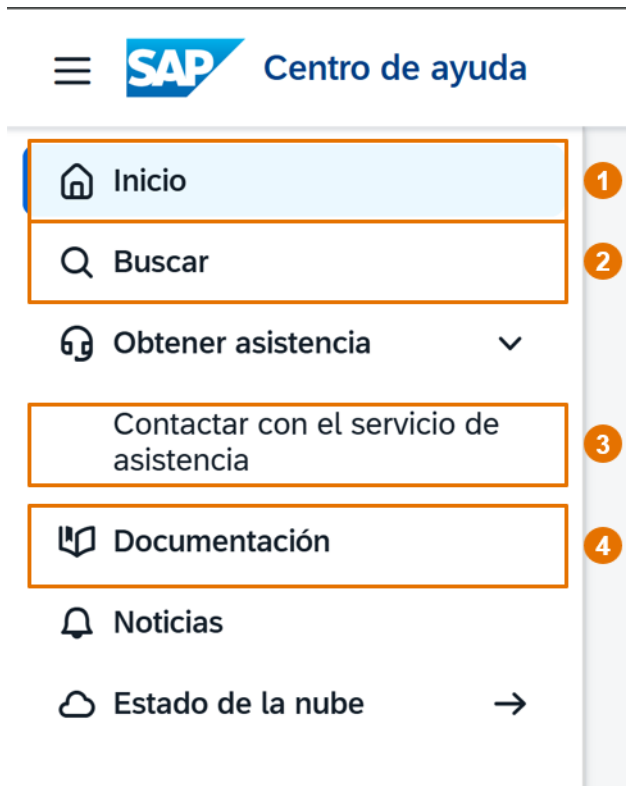 SAP Centro de ayuda
Inicio 1
Buscar 2
Obtener asistencia
Contactar con el servicio de
asistencia 3
Documentación 4
Noticias
Estado de la nube